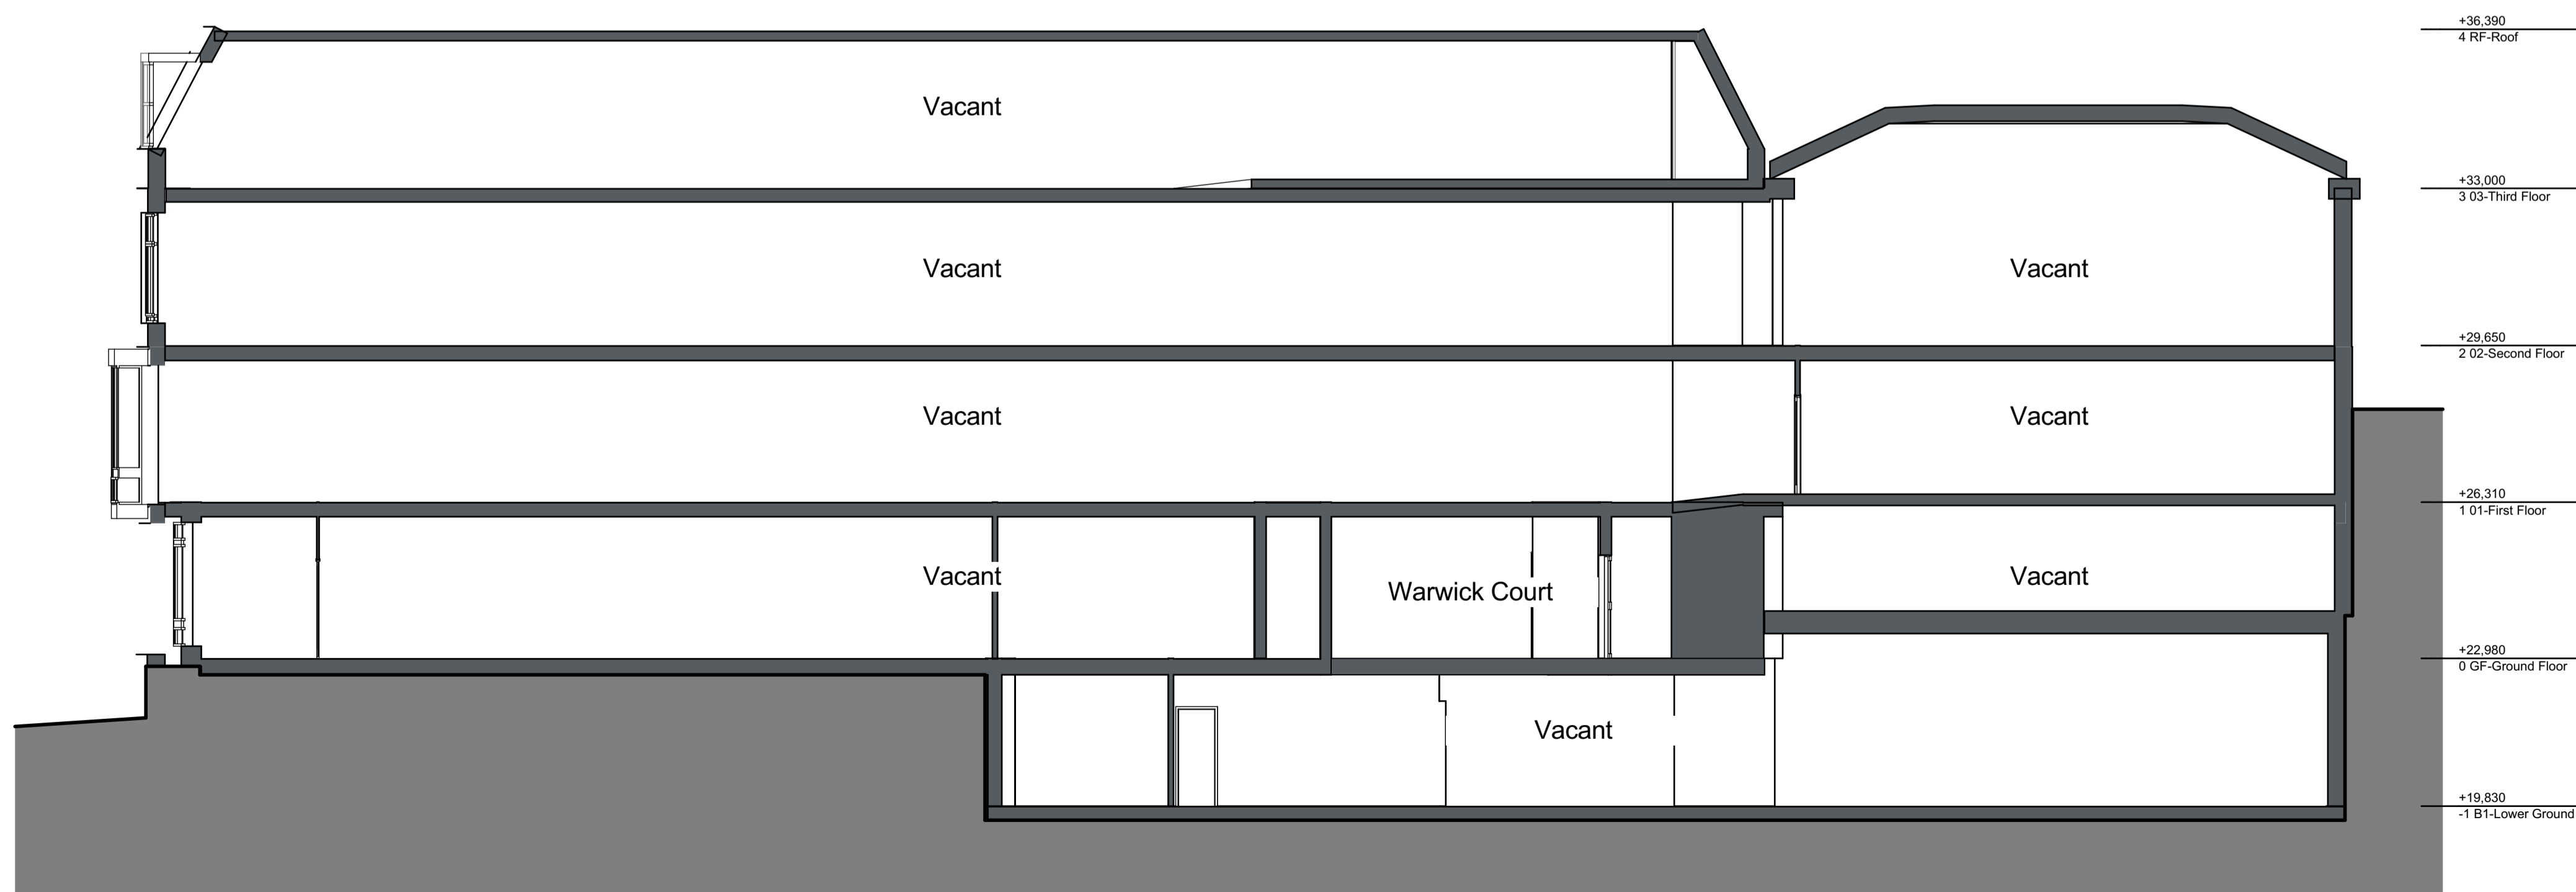 +36,390
4 RF-Roof
Vacant
+33,000
3 03-Third Floor
Vacant
Vacant
+29,650
2 02-Second Floor
Vacant
Vacant
+26,310
1 01-First Floor
Vacant
Warwick Court
Vacant
+22,980
0 GF-Ground Floor
Vacant
+19,830
-1 B1-Lower Ground